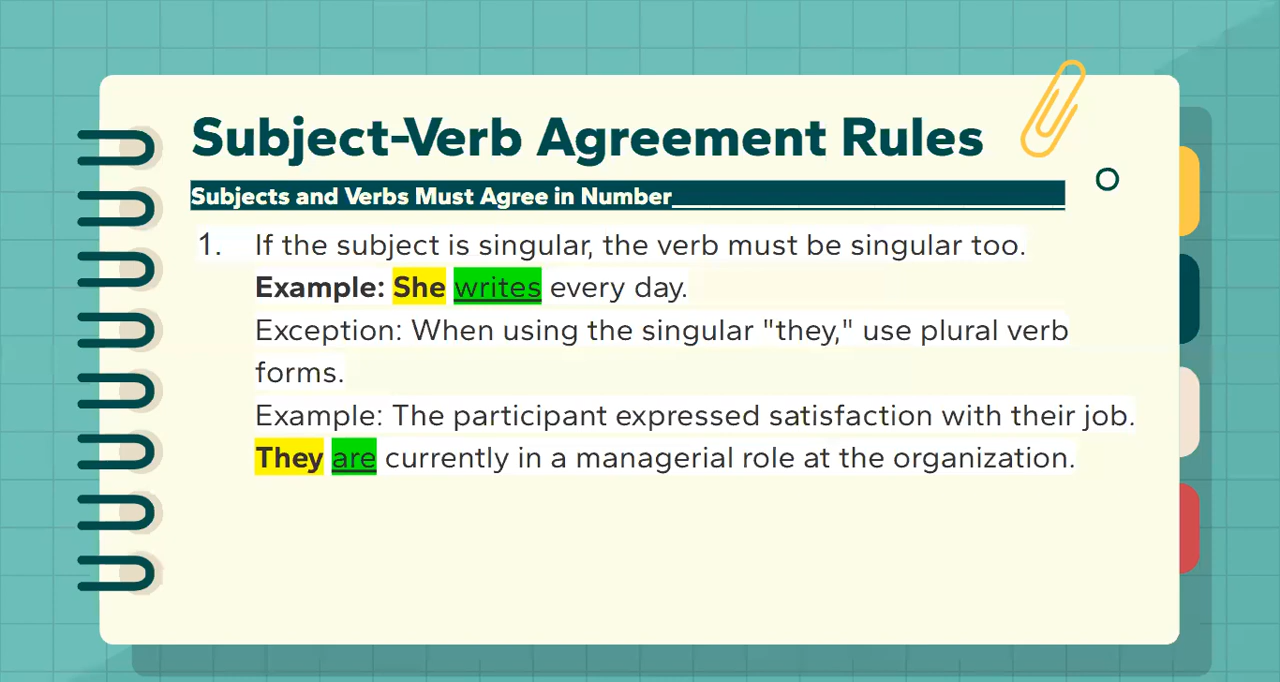 Subject-Verb Agreement Rules
Subjects and Verbs Must Agree in Number
1. If the subject is singular, the verb must be singular too.
Example: She writes every day.
Exception: When using the singular "they," use plural verb
forms.
Example: The participant expressed satisfaction with their job.
They are currently in a managerial role at the organization.